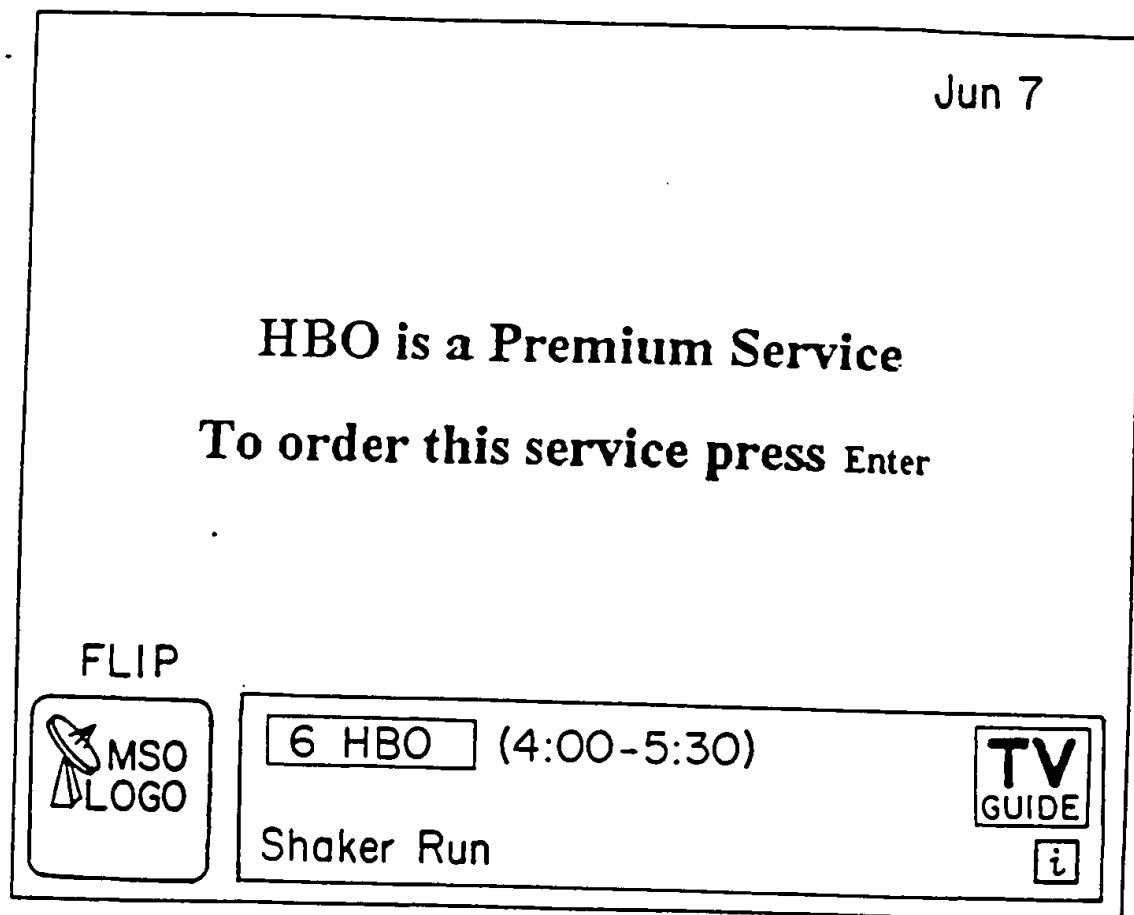 Jun 7
HBO is a Premium Service
To order this service press Enter
FLIP
MSO
LOGO
6 HBO (4:00-5:30)
TV
GUIDE
Shaker Run
i